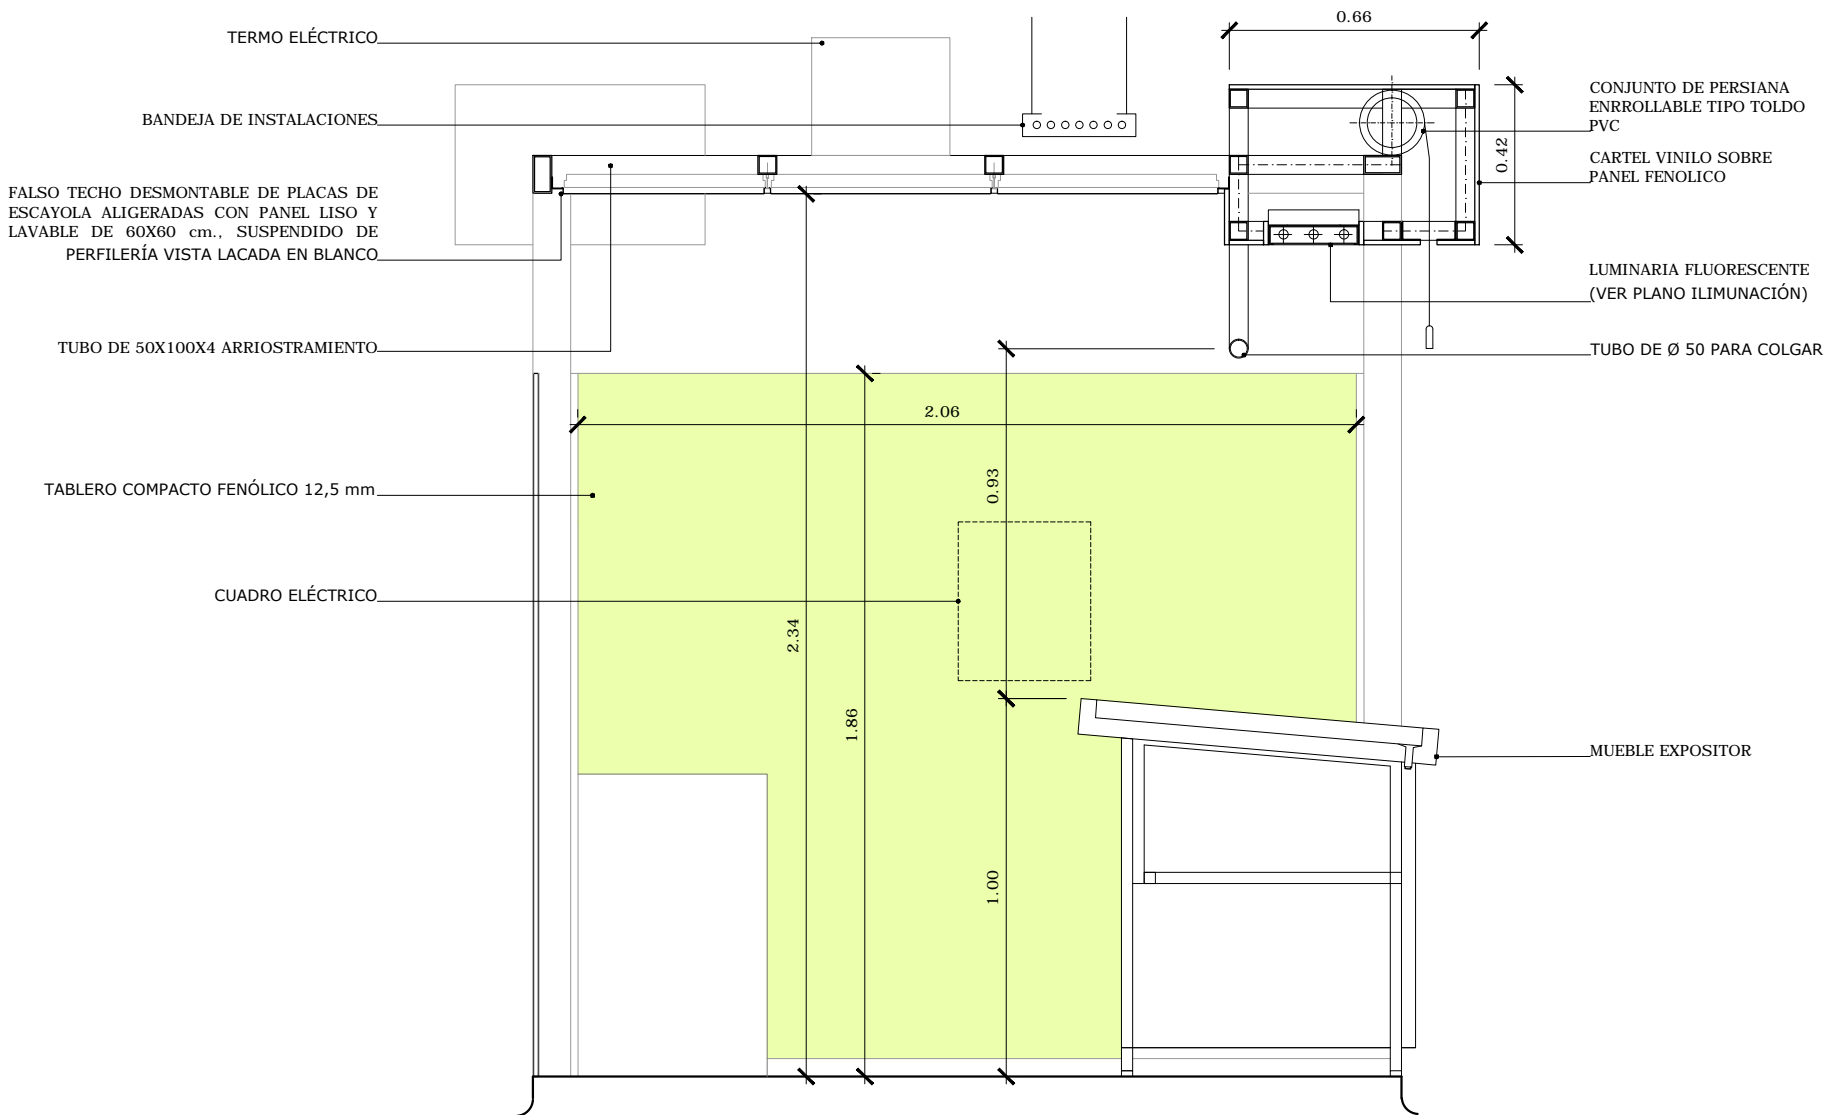 0.66
TERMO ELÉCTRICO
CONJUNTO DE PERSIANA
ENRROLLABLE TIPO TOLDO
PVC
BANDEJA DE INSTALACIONES
0.42
CARTEL VINILO SOBRE
PANEL FENOLICO
FALSO TECHO DESMONTABLE DE PLACAS DE
ESCAYOLA ALIGERADAS CON PANEL LISO Y
LAVABLE DE 60X60 cm., SUSPENDIDO DE
PERFILERÍA VISTA LACADA EN BLANCO
LUMINARIA FLUORESCENTE
(VER PLANO ILIMUNACIÓN)
TUBO DE 50X100X4 ARRIOSTRAMIENTO
TUBO DE Ø 50 PARA COLGAR
2.06
0.93
TABLERO COMPACTO FENÓLICO 12,5 mm
CUADRO ELÉCTRICO
2.34
1.86
MUEBLE EXPOSITOR
1.00